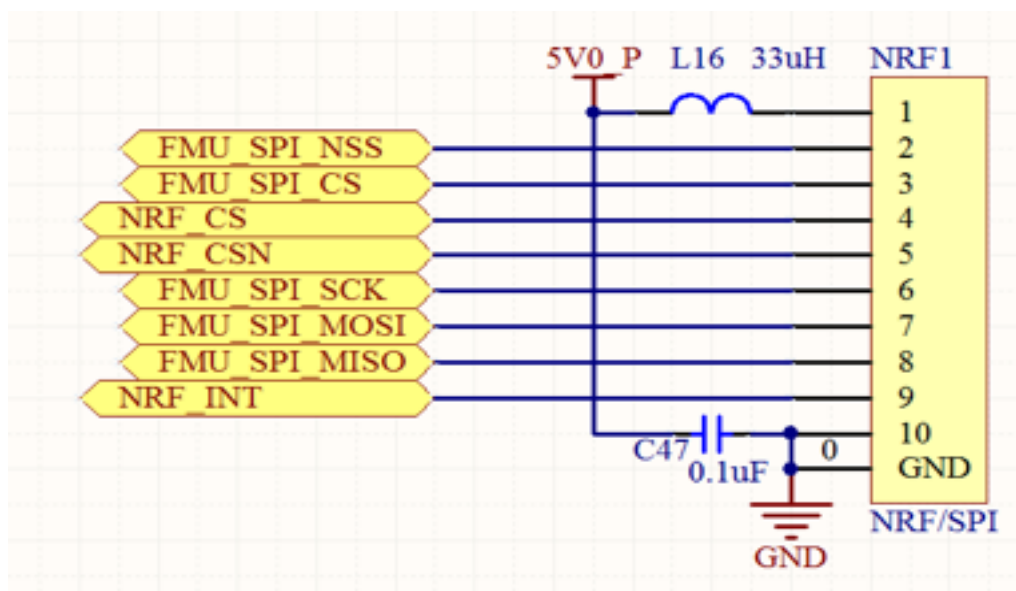 5V0_P L16 33uH NRF1
1
FMU_SPI_NSS 2
FMU_SPI_CS 3
NRF_CS 4
NRF_CSN 5
FMU_SPI_SCK 6
FMU_SPI_MOSI 7
FMU_SPI_MISO 8
NRF_INT 9
C47 0 10
0.1uF GND
NRF/SPI
GND